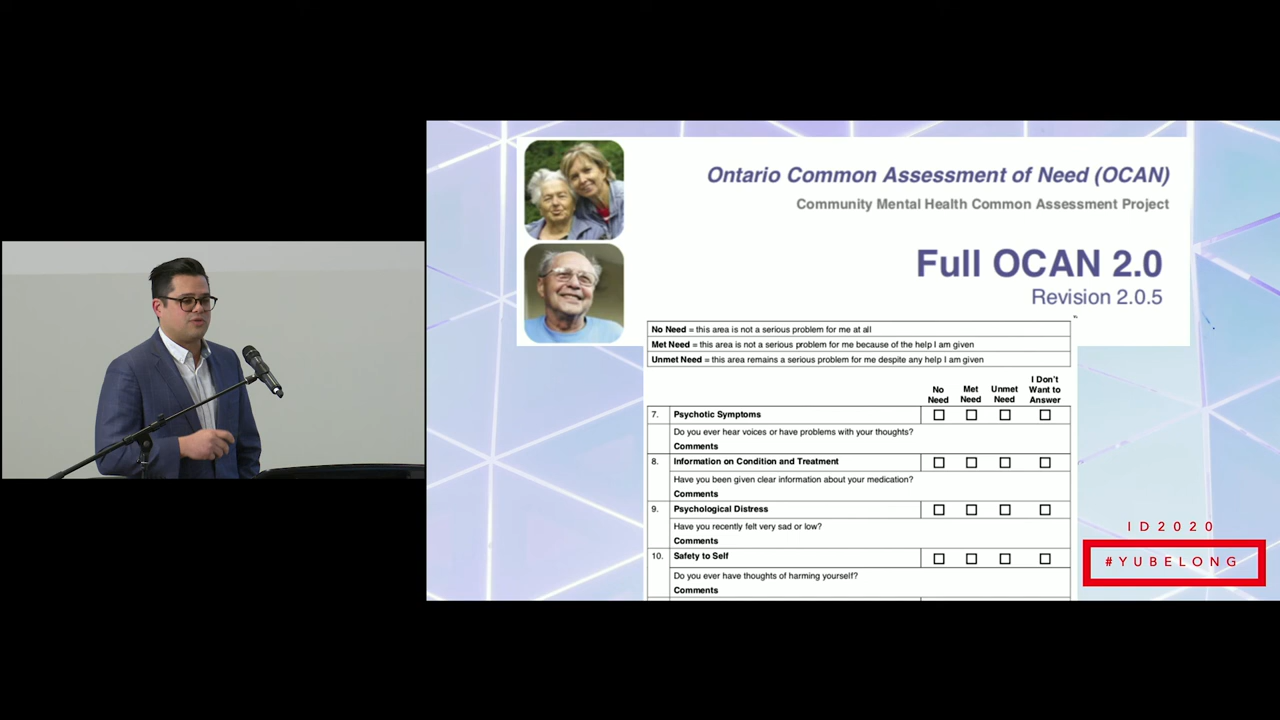 Ontario Common Assessment of Need (OCAN)
Community Mental Health Common Assessment Project
Full OCAN 2.0
Revision 2.0.5
No Need = this area is not a serious problem for me at all
Met Need = this area is not a serious problem for me because of the help I am given
Unmet Need = this area remains a serious problem for me despite any help I am given
No Need Met Need Unmet Need I Don't Want to Answer
7. Psychotic Symptoms
Do you ever hear voices or have problems with your thoughts?
Comments
8. Information on Condition and Treatment
Have you been given clear information about your medication?
Comments
9. Psychological Distress
Have you recently felt very sad or low?
Comments
10. Safety to Self
Do you ever have thoughts of harming yourself?
Comments
ID2020
#YUBELONG